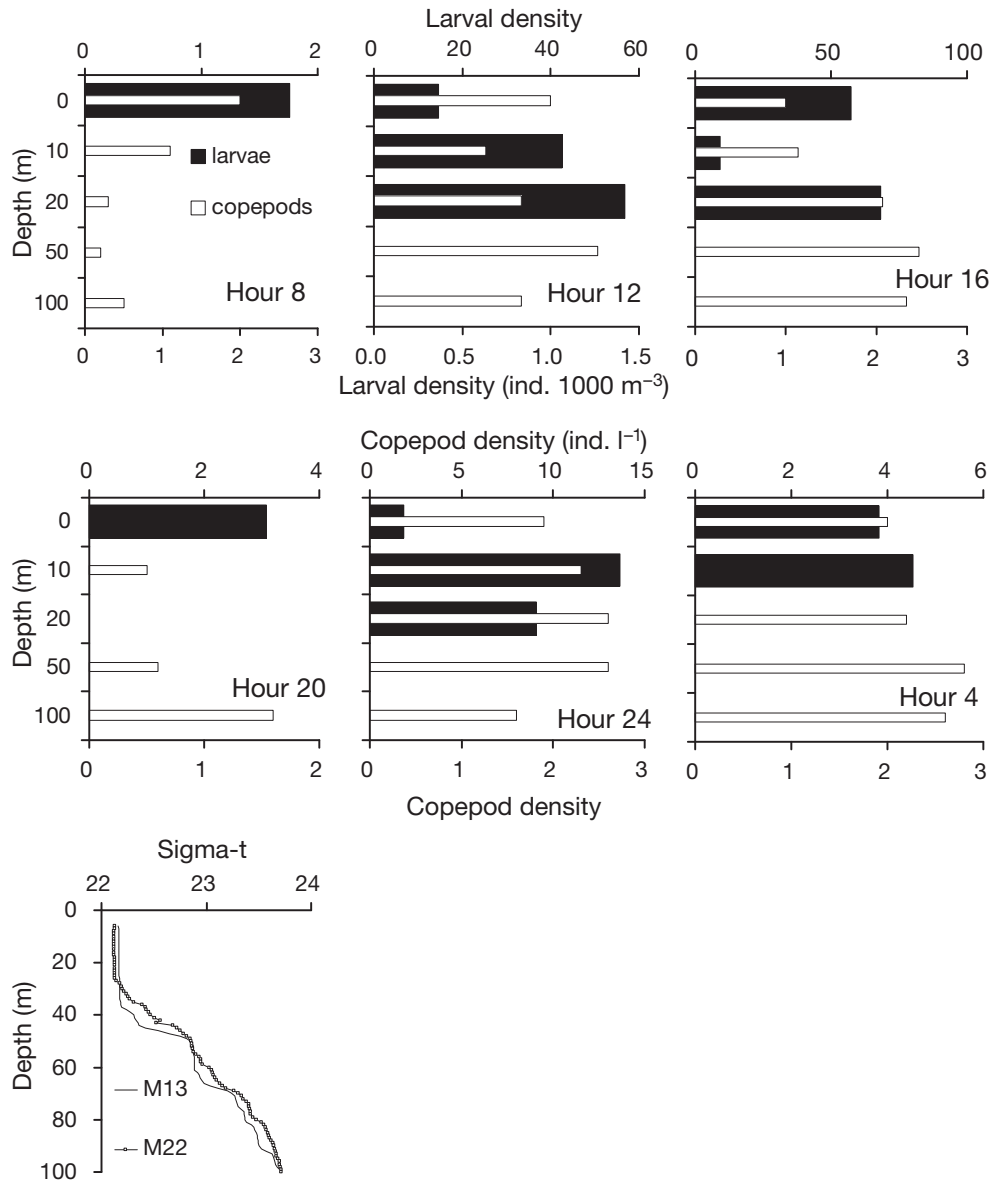 Larval density
0 1 2 0 20 40 60 0 50 100
0
10
20
50
100
Depth (m)
larvae
copepods
Hour 8 Hour 12 Hour 16
0 1 2 3 0.0 0.5 1.0 1.5 0 1 2 3
Larval density (ind. 1000 m⁻³)
Copepod density (ind. l⁻¹)
0 2 4 0 5 10 15 0 2 4 6
0
10
20
50
100
Depth (m)
Hour 20 Hour 24 Hour 4
0 1 2 0 1 2 3 0 1 2 3
Copepod density
Sigma-t
22 23 24
0
20
40
60
80
100
Depth (m)
M13
M22